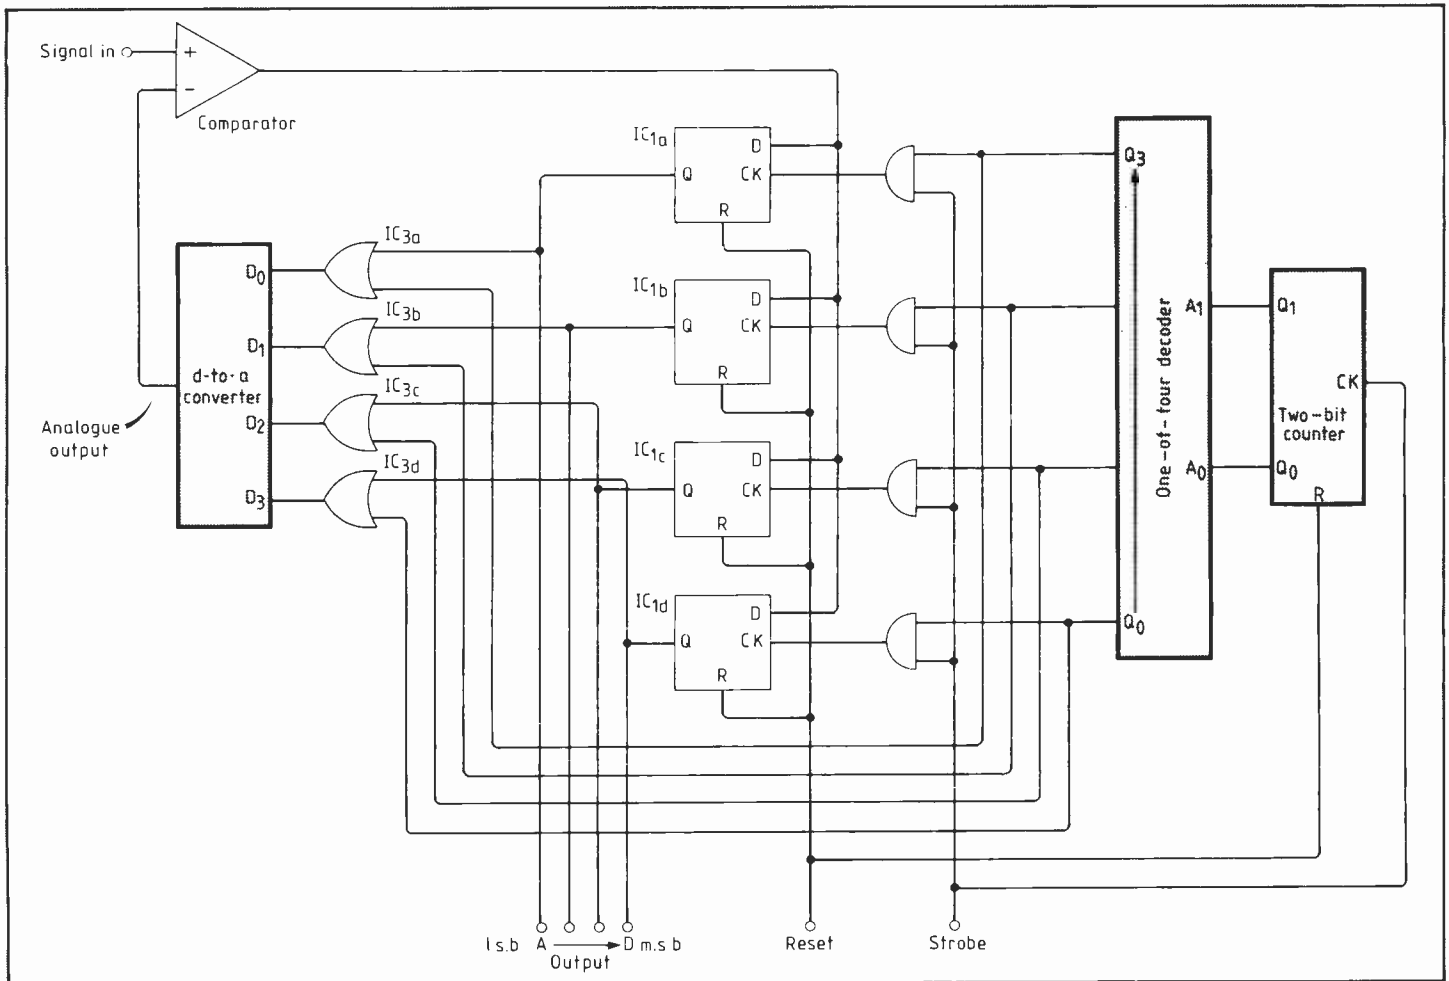 Signal in
+
−
Comparator
IC1a
D
Q
CK
R
Q3
IC3a
D0
IC1b
D
Q
CK
R
IC3b
D1
A1
Q1
d-to-a
converter
IC3c
D2
CK
Analogue
output
Two-bit
counter
One-of-four decoder
IC1c
D
Q
CK
R
IC3d
D3
A0
Q0
R
IC1d
D
Q
CK
R
Q0
l s.b A D m.s b
Output
Reset
Strobe